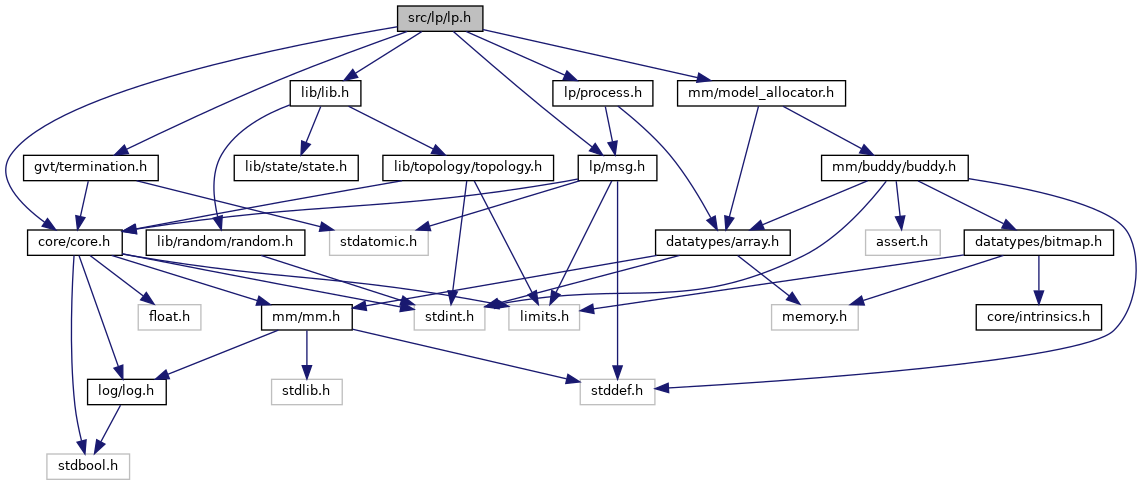 src/lp/lp.h
lib/lib.h
lp/process.h
mm/model_allocator.h
gvt/termination.h
lib/state/state.h
lib/topology/topology.h
lp/msg.h
mm/buddy/buddy.h
core/core.h
lib/random/random.h
stdatomic.h
datatypes/array.h
assert.h
datatypes/bitmap.h
float.h
mm/mm.h
stdint.h
limits.h
memory.h
core/intrinsics.h
log/log.h
stdlib.h
stddef.h
stdbool.h